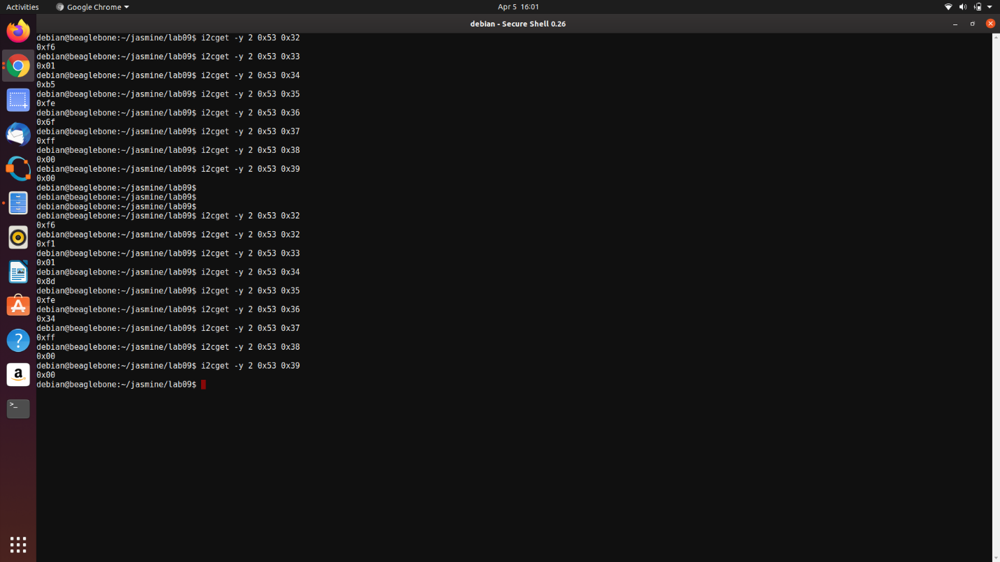 Activities
Google Chrome
Apr 5 16:01
debian - Secure Shell 0.26
debian@beaglebone:~/jasmine/lab09$ i2cget -y 2 0x53 0x32
0xf6
debian@beaglebone:~/jasmine/lab09$ i2cget -y 2 0x53 0x33
0x01
debian@beaglebone:~/jasmine/lab09$ i2cget -y 2 0x53 0x34
0xb5
debian@beaglebone:~/jasmine/lab09$ i2cget -y 2 0x53 0x35
0xfe
debian@beaglebone:~/jasmine/lab09$ i2cget -y 2 0x53 0x36
0x6f
debian@beaglebone:~/jasmine/lab09$ i2cget -y 2 0x53 0x37
0xff
debian@beaglebone:~/jasmine/lab09$ i2cget -y 2 0x53 0x38
0x00
debian@beaglebone:~/jasmine/lab09$ i2cget -y 2 0x53 0x39
0x00
debian@beaglebone:~/jasmine/lab09$
debian@beaglebone:~/jasmine/lab09$
debian@beaglebone:~/jasmine/lab09$
debian@beaglebone:~/jasmine/lab09$ i2cget -y 2 0x53 0x32
0xf6
debian@beaglebone:~/jasmine/lab09$ i2cget -y 2 0x53 0x32
0xf1
debian@beaglebone:~/jasmine/lab09$ i2cget -y 2 0x53 0x33
0x01
debian@beaglebone:~/jasmine/lab09$ i2cget -y 2 0x53 0x34
0x8d
debian@beaglebone:~/jasmine/lab09$ i2cget -y 2 0x53 0x35
0xfe
debian@beaglebone:~/jasmine/lab09$ i2cget -y 2 0x53 0x36
0x34
debian@beaglebone:~/jasmine/lab09$ i2cget -y 2 0x53 0x37
0xff
debian@beaglebone:~/jasmine/lab09$ i2cget -y 2 0x53 0x38
0x00
debian@beaglebone:~/jasmine/lab09$ i2cget -y 2 0x53 0x39
0x00
debian@beaglebone:~/jasmine/lab09$